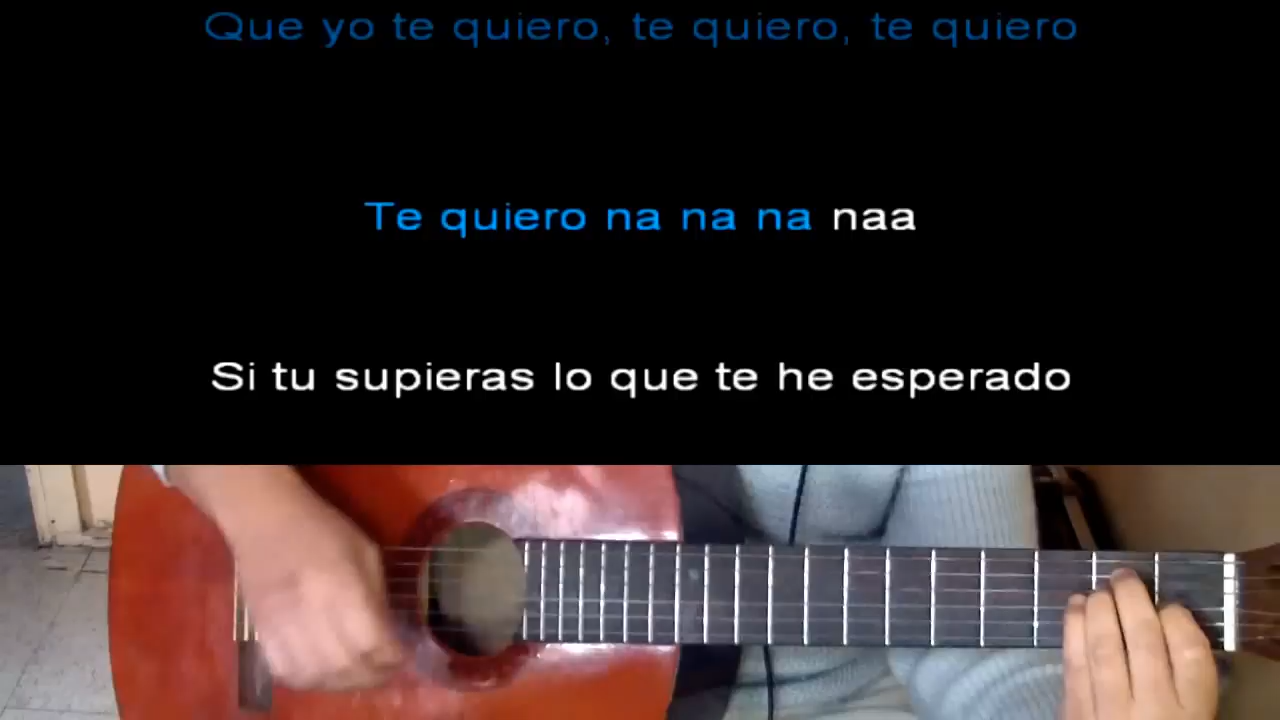 Que yo te quiero, te quiero, te quiero
Te quiero na na na naa
Si tu supieras lo que te he esperado